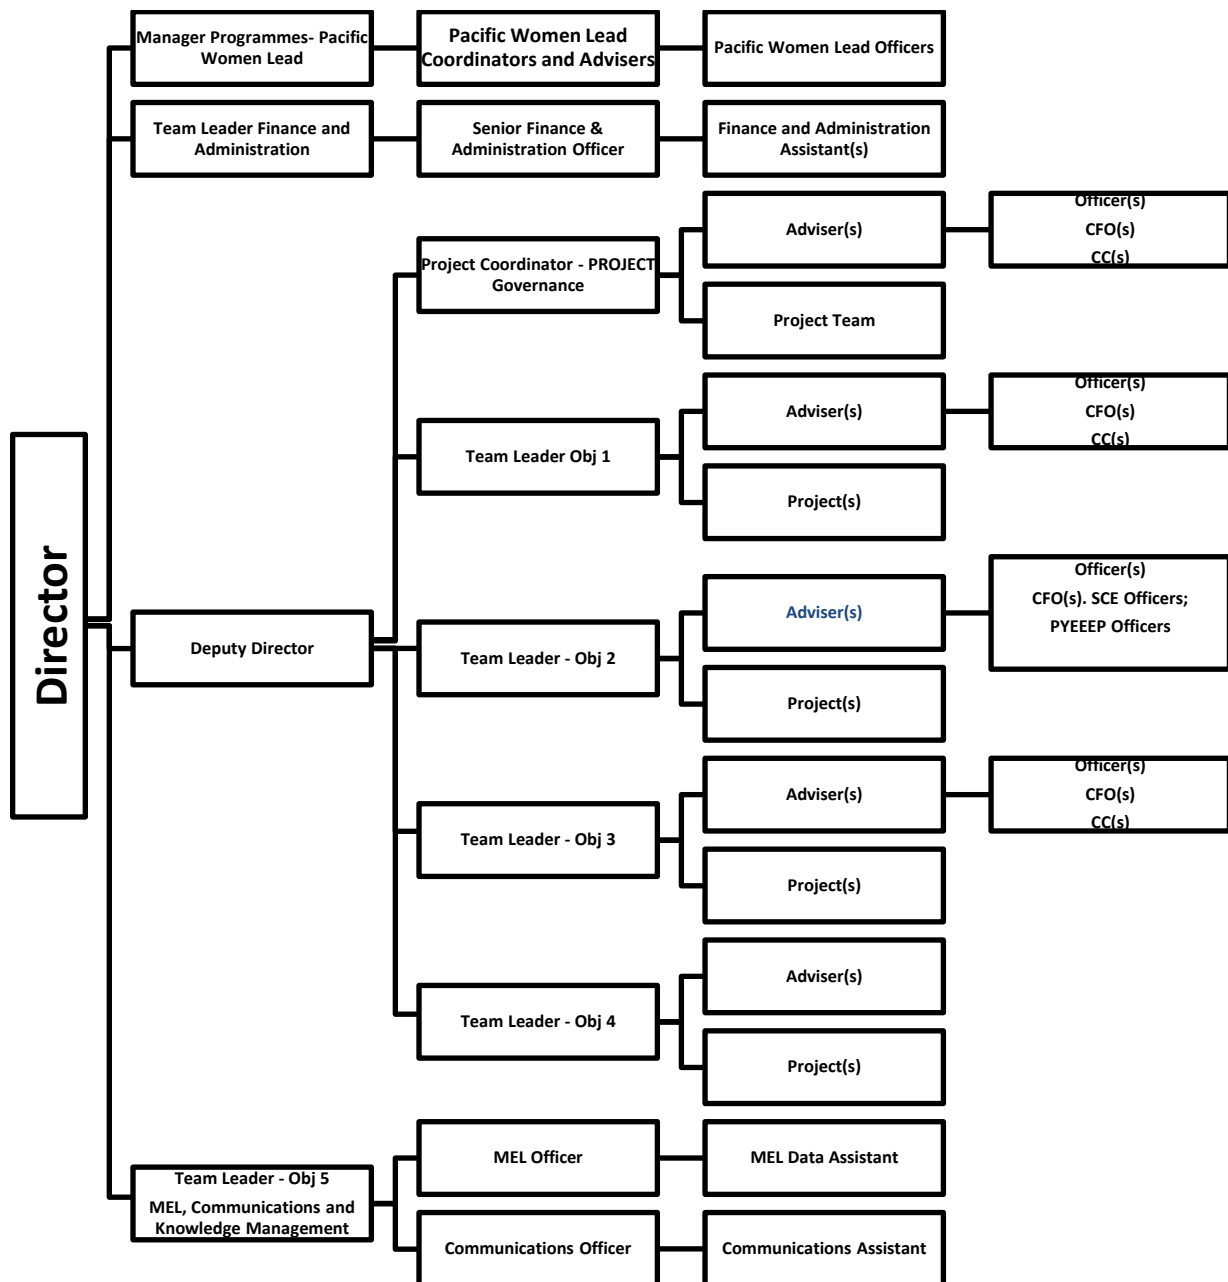 Manager Programmes- Pacific
Women Lead
Pacific Women Lead
Coordinators and Advisers
Pacific Women Lead Officers
Team Leader Finance and
Administration
Senior Finance &
Administration Officer
Finance and Administration
Assistant(s)
Director
Deputy Director
Project Coordinator - PROJECT
Governance
Adviser(s)
Officer(s)
CFO(s)
CC(s)
Project Team
Team Leader Obj 1
Adviser(s)
Officer(s)
CFO(s)
CC(s)
Project(s)
Team Leader - Obj 2
Adviser(s)
Officer(s)
CFO(s). SCE Officers;
PYEEEP Officers
Project(s)
Team Leader - Obj 3
Adviser(s)
Officer(s)
CFO(s)
CC(s)
Project(s)
Team Leader - Obj 4
Adviser(s)
Project(s)
Team Leader - Obj 5
MEL, Communications and
Knowledge Management
MEL Officer
MEL Data Assistant
Communications Officer
Communications Assistant